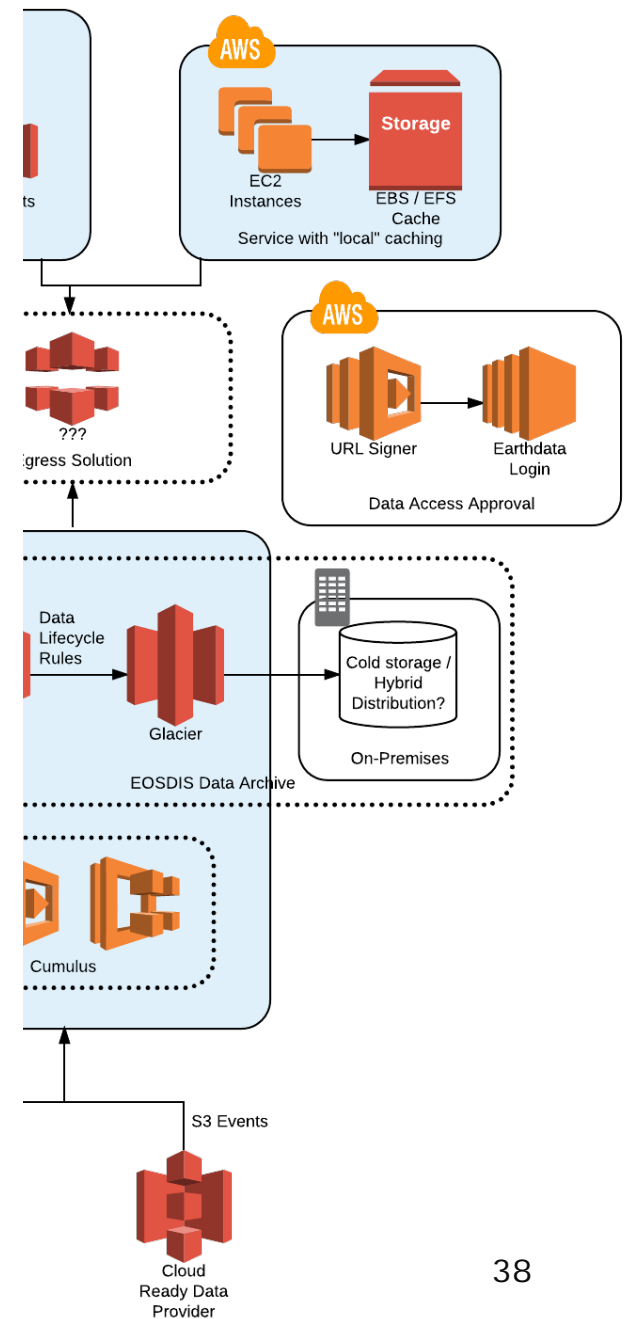 AWS
Storage
EC2
Instances
EBS / EFS
Cache
Service with "local" caching
ts
AWS
URL Signer
Earthdata
Login
Data Access Approval
???
gress Solution
Data
Lifecycle
Rules
Glacier
Cold storage /
Hybrid
Distribution?
On-Premises
EOSDIS Data Archive
Cumulus
S3 Events
Cloud
Ready Data
Provider
38